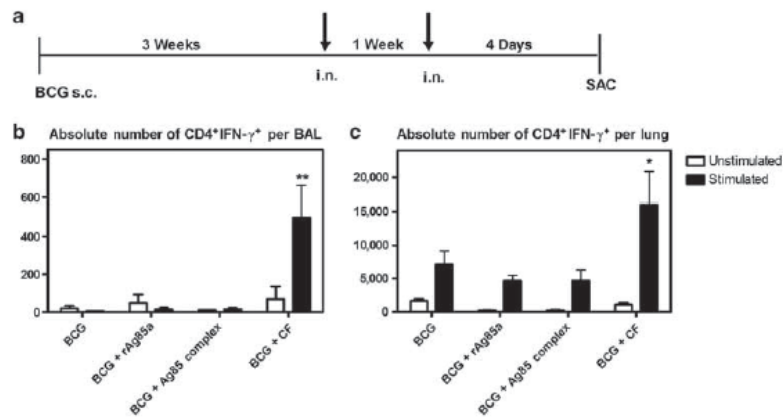 a
3 Weeks
1 Week
4 Days
BCG s.c.
i.n.
i.n.
SAC
b Absolute number of CD4⁺IFN-γ⁺ per BAL
800
600
400
200
0
BCG
BCG + rAg85a
BCG + Ag85 complex
BCG + CF
**
c Absolute number of CD4⁺IFN-γ⁺ per lung
20,000
15,000
10,000
5,000
0
BCG
BCG + rAg85a
BCG + Ag85 complex
BCG + CF
*
Unstimulated
Stimulated